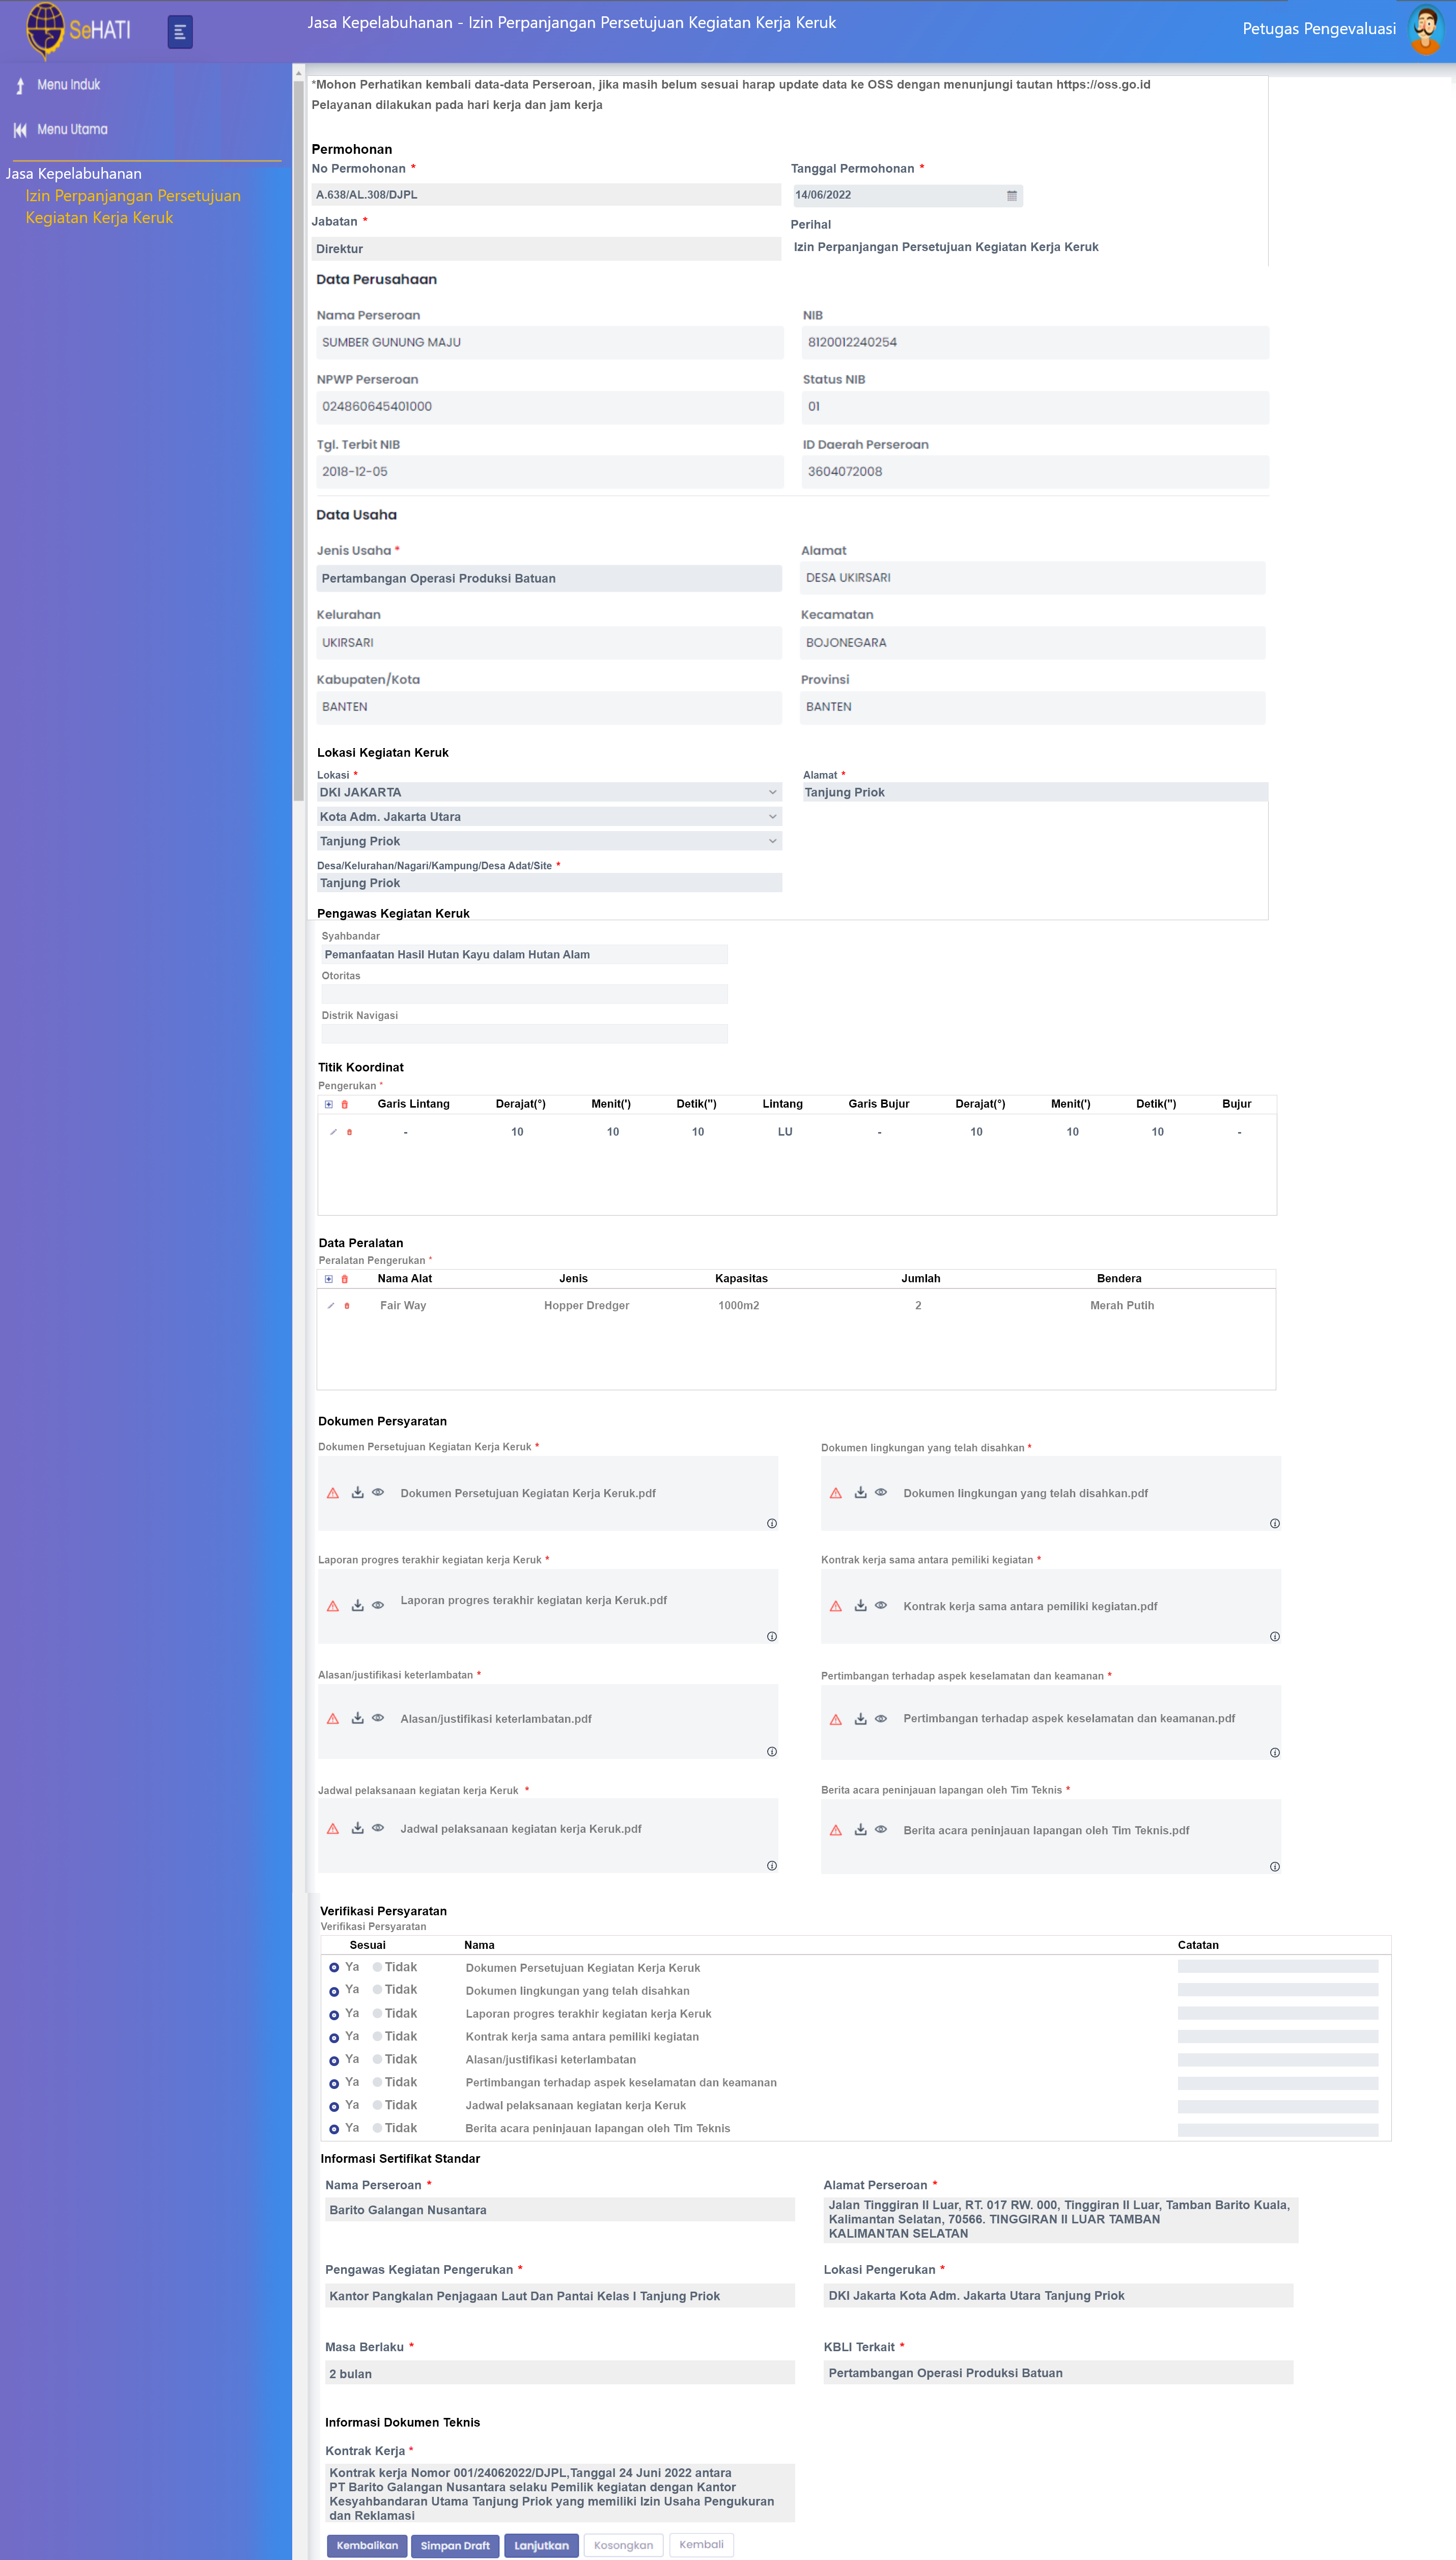 SeHATI
Jasa Kepelabuhanan - Izin Perpanjangan Persetujuan Kegiatan Kerja Keruk
Petugas Pengevaluasi
Menu Induk
Menu Utama
Jasa Kepelabuhanan
Izin Perpanjangan Persetujuan
Kegiatan Kerja Keruk
*Mohon Perhatikan kembali data-data Perseroan, jika masih belum sesuai harap update data ke OSS dengan menunjungi tautan https://oss.go.id
Pelayanan dilakukan pada hari kerja dan jam kerja
Permohonan
No Permohonan * Tanggal Permohonan *
A.638/AL.308/DJPL 14/06/2022
Jabatan * Perihal
Direktur Izin Perpanjangan Persetujuan Kegiatan Kerja Keruk
Data Perusahaan
Nama Perseroan NIB
SUMBER GUNUNG MAJU 8120012240254
NPWP Perseroan Status NIB
024860645401000 01
Tgl. Terbit NIB ID Daerah Perseroan
2018-12-05 3604072008
Data Usaha
Jenis Usaha * Alamat
Pertambangan Operasi Produksi Batuan DESA UKIRSARI
Kelurahan Kecamatan
UKIRSARI BOJONEGARA
Kabupaten/Kota Provinsi
BANTEN BANTEN
Lokasi Kegiatan Keruk
Lokasi * Alamat *
DKI JAKARTA Tanjung Priok
Kota Adm. Jakarta Utara
Tanjung Priok
Desa/Kelurahan/Nagari/Kampung/Desa Adat/Site *
Tanjung Priok
Pengawas Kegiatan Keruk
Syahbandar
Pemanfaatan Hasil Hutan Kayu dalam Hutan Alam
Otoritas
Distrik Navigasi
Titik Koordinat
Pengerukan *
Garis Lintang Derajat(°) Menit(') Detik(") Lintang Garis Bujur Derajat(°) Menit(') Detik(") Bujur
- 10 10 10 LU - 10 10 10 -
Data Peralatan
Peralatan Pengerukan *
Nama Alat Jenis Kapasitas Jumlah Bendera
Fair Way Hopper Dredger 1000m2 2 Merah Putih
Dokumen Persyaratan
Dokumen Persetujuan Kegiatan Kerja Keruk * Dokumen lingkungan yang telah disahkan *
Dokumen Persetujuan Kegiatan Kerja Keruk.pdf Dokumen lingkungan yang telah disahkan.pdf
Laporan progres terakhir kegiatan kerja Keruk * Kontrak kerja sama antara pemiliki kegiatan *
Laporan progres terakhir kegiatan kerja Keruk.pdf Kontrak kerja sama antara pemiliki kegiatan.pdf
Alasan/justifikasi keterlambatan * Pertimbangan terhadap aspek keselamatan dan keamanan *
Alasan/justifikasi keterlambatan.pdf Pertimbangan terhadap aspek keselamatan dan keamanan.pdf
Jadwal pelaksanaan kegiatan kerja Keruk * Berita acara peninjauan lapangan oleh Tim Teknis *
Jadwal pelaksanaan kegiatan kerja Keruk.pdf Berita acara peninjauan lapangan oleh Tim Teknis.pdf
Verifikasi Persyaratan
Verifikasi Persyaratan
Sesuai Nama Catatan
Ya Tidak Dokumen Persetujuan Kegiatan Kerja Keruk
Ya Tidak Dokumen lingkungan yang telah disahkan
Ya Tidak Laporan progres terakhir kegiatan kerja Keruk
Ya Tidak Kontrak kerja sama antara pemiliki kegiatan
Ya Tidak Alasan/justifikasi keterlambatan
Ya Tidak Pertimbangan terhadap aspek keselamatan dan keamanan
Ya Tidak Jadwal pelaksanaan kegiatan kerja Keruk
Ya Tidak Berita acara peninjauan lapangan oleh Tim Teknis
Informasi Sertifikat Standar
Nama Perseroan * Alamat Perseroan *
Barito Galangan Nusantara
Jalan Tinggiran II Luar, RT. 017 RW. 000, Tinggiran II Luar, Tamban Barito Kuala,
Kalimantan Selatan, 70566. TINGGIRAN II LUAR TAMBAN
KALIMANTAN SELATAN
Pengawas Kegiatan Pengerukan * Lokasi Pengerukan *
Kantor Pangkalan Penjagaan Laut Dan Pantai Kelas I Tanjung Priok DKI Jakarta Kota Adm. Jakarta Utara Tanjung Priok
Masa Berlaku * KBLI Terkait *
2 bulan Pertambangan Operasi Produksi Batuan
Informasi Dokumen Teknis
Kontrak Kerja *
Kontrak kerja Nomor 001/24062022/DJPL,Tanggal 24 Juni 2022 antara
PT Barito Galangan Nusantara selaku Pemilik kegiatan dengan Kantor
Kesyahbandaran Utama Tanjung Priok yang memiliki Izin Usaha Pengukuran
dan Reklamasi
Kembalikan Simpan Draft Lanjutkan Kosongkan Kembali